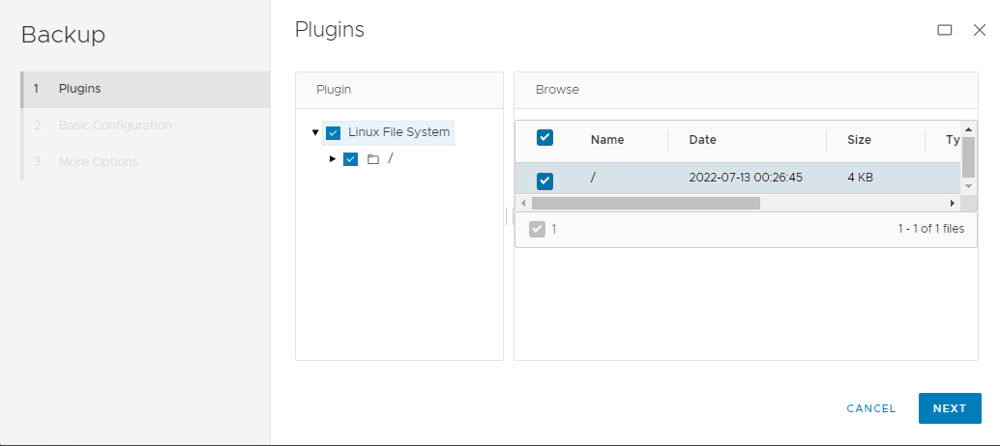 Backup
1 Plugins
2 Basic Configuration
3 More Options
Plugins
Plugin
Linux File System
/
Browse
Name Date Size Ty
/ 2022-07-13 00:26:45 4 KB
1 1 - 1 of 1 files
CANCEL NEXT